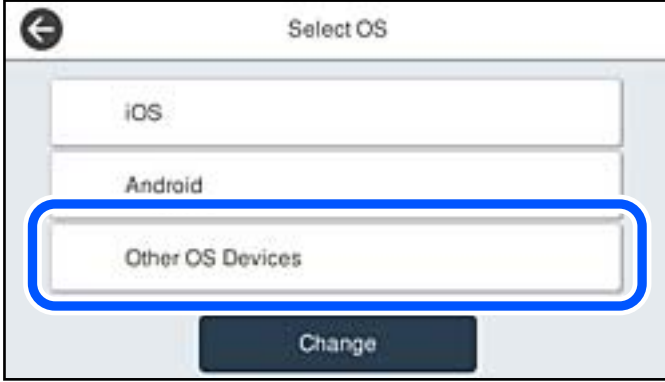 Select OS
iOS
Android
Other OS Devices
Change